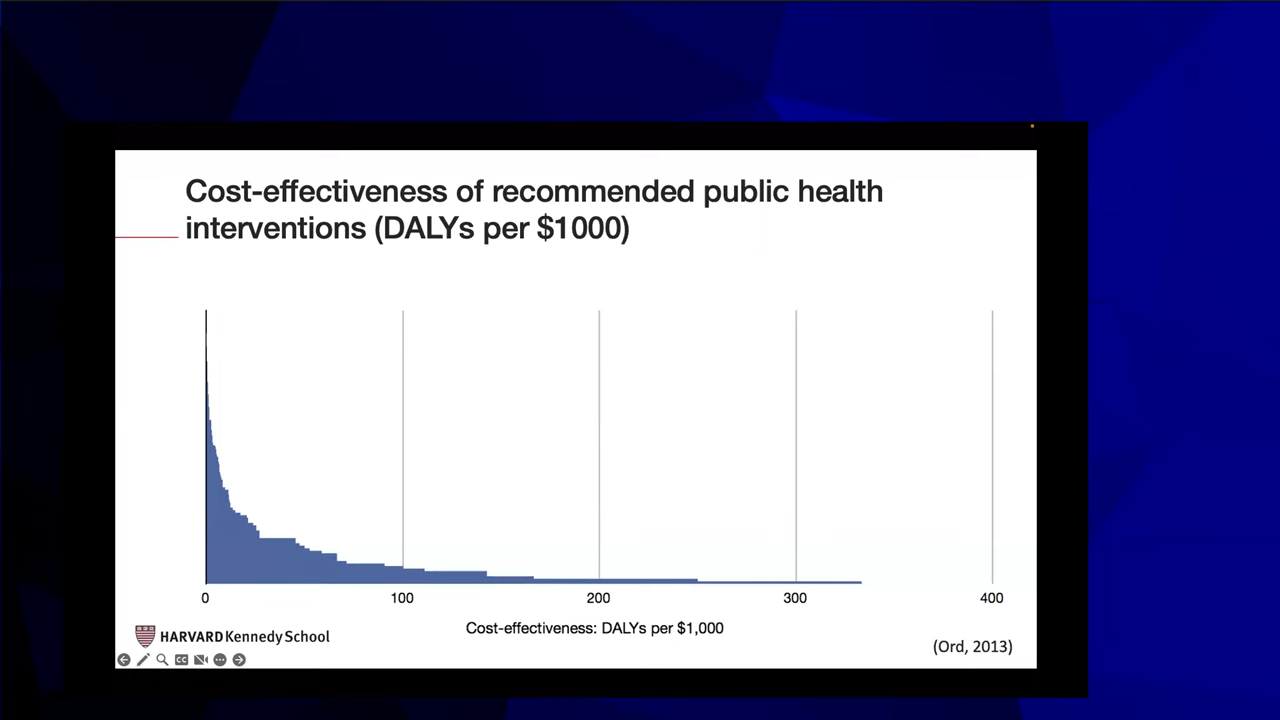 Cost-effectiveness of recommended public health
interventions (DALYs per $1000)
0 100 200 300 400
Cost-effectiveness: DALYs per $1,000
HARVARD Kennedy School
(Ord, 2013)
CC